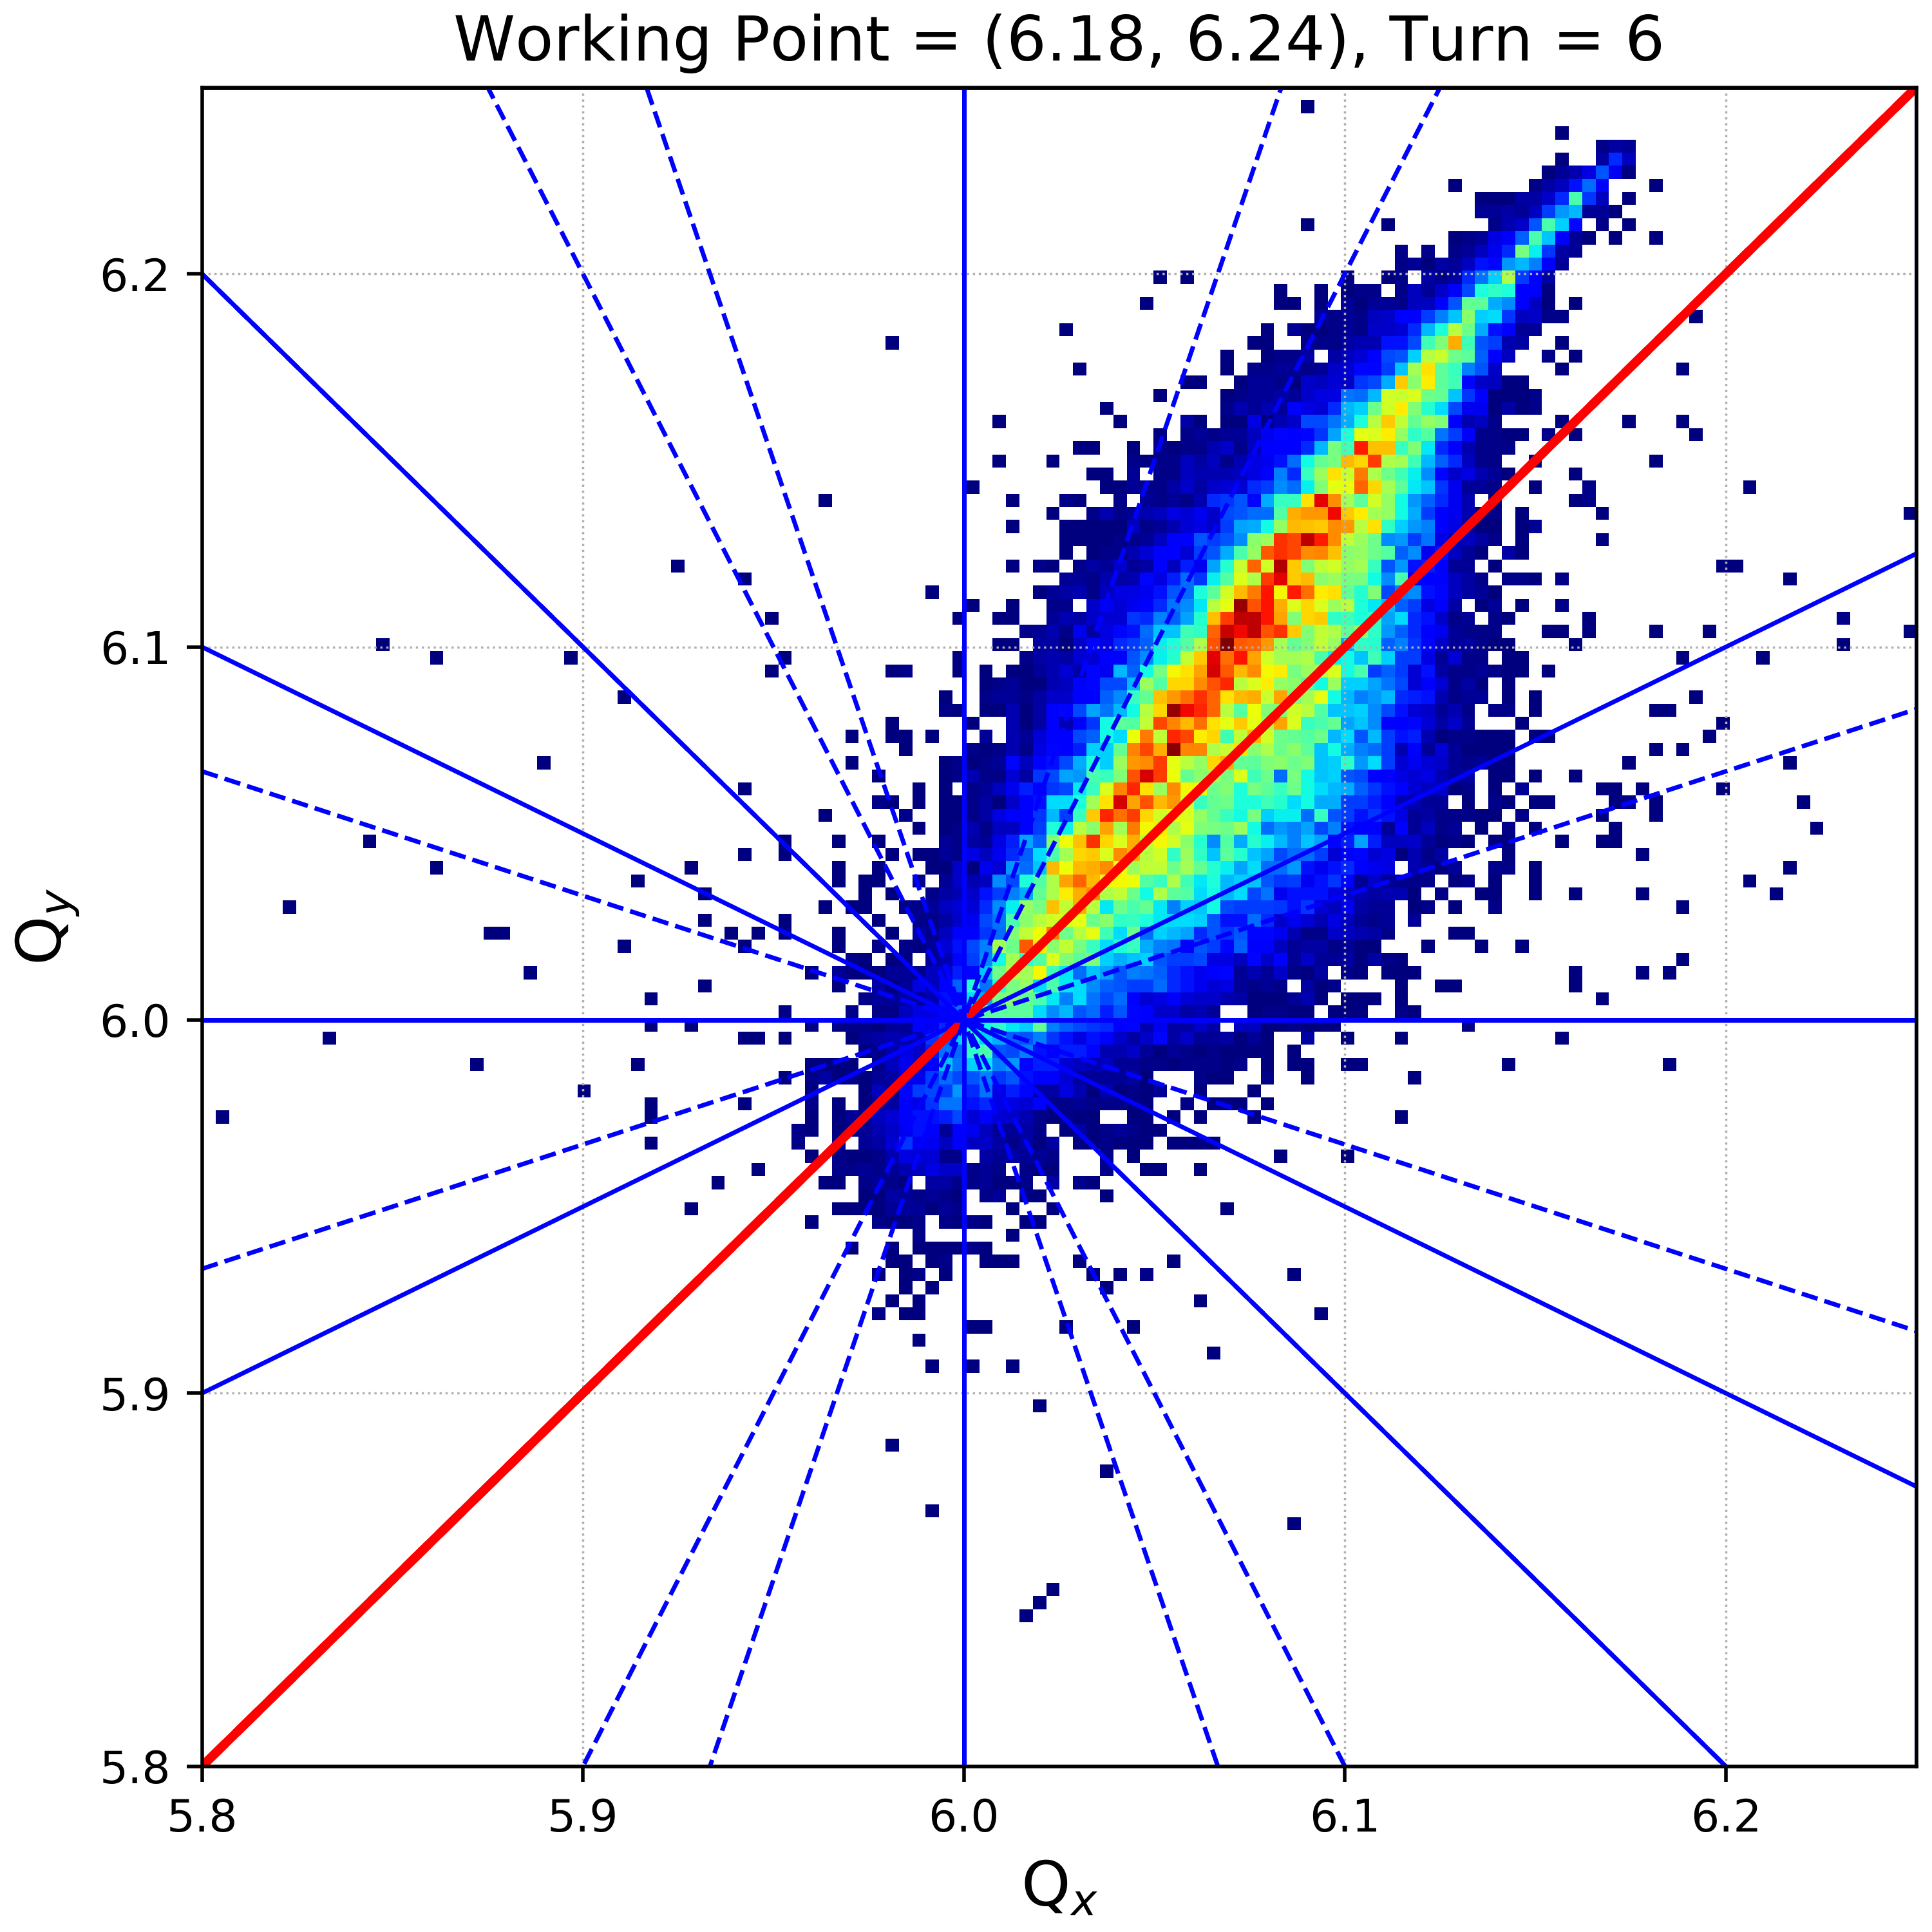 Working Point = (6.18, 6.24), Turn = 6
6.2
6.1
6.0
5.9
5.8
Qy
5.8 5.9 6.0 6.1 6.2
Qx